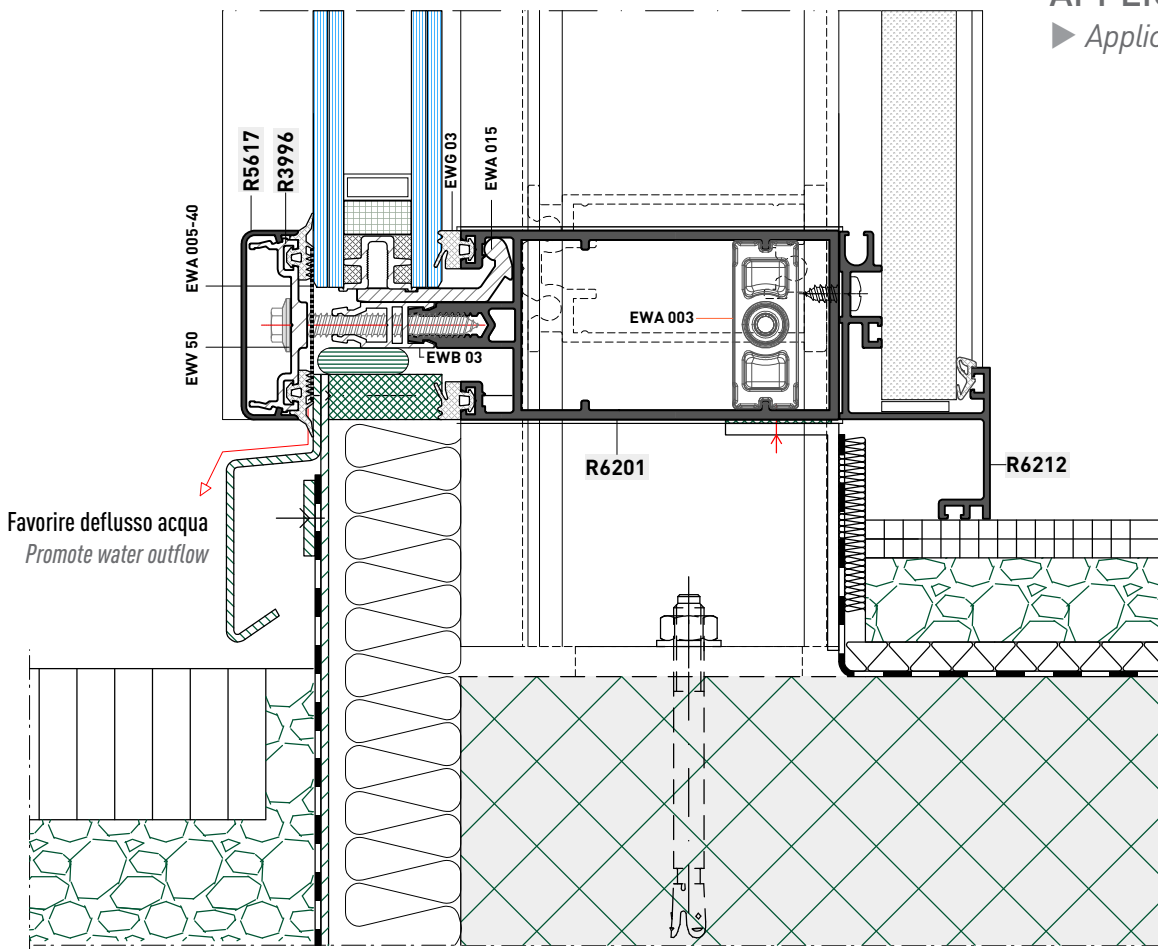 ▶ Applic
R5617
R3996
EWG 03
EWA 015
EWA 005-40
EWV 50
EWB 03
EWA 003
R6201
R6212
Favorire deflusso acqua
Promote water outflow